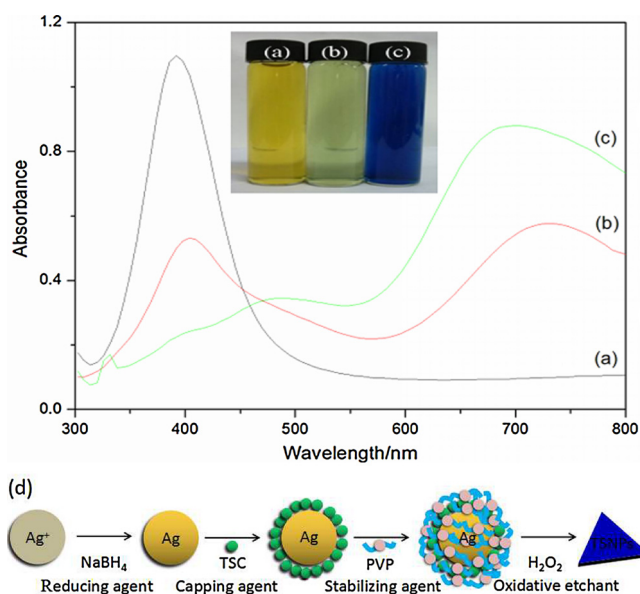 1.2
0.8
0.4
0.0
Absorbance
(a) (b) (c)
(c)
(b)
(a)
300 400 500 600 700 800
Wavelength/nm
(d)
Ag⁺ Ag Ag Ag TSNPs
NaBH₄ TSC PVP H₂O₂
Reducing agent Capping agent Stabilizing agent Oxidative etchant